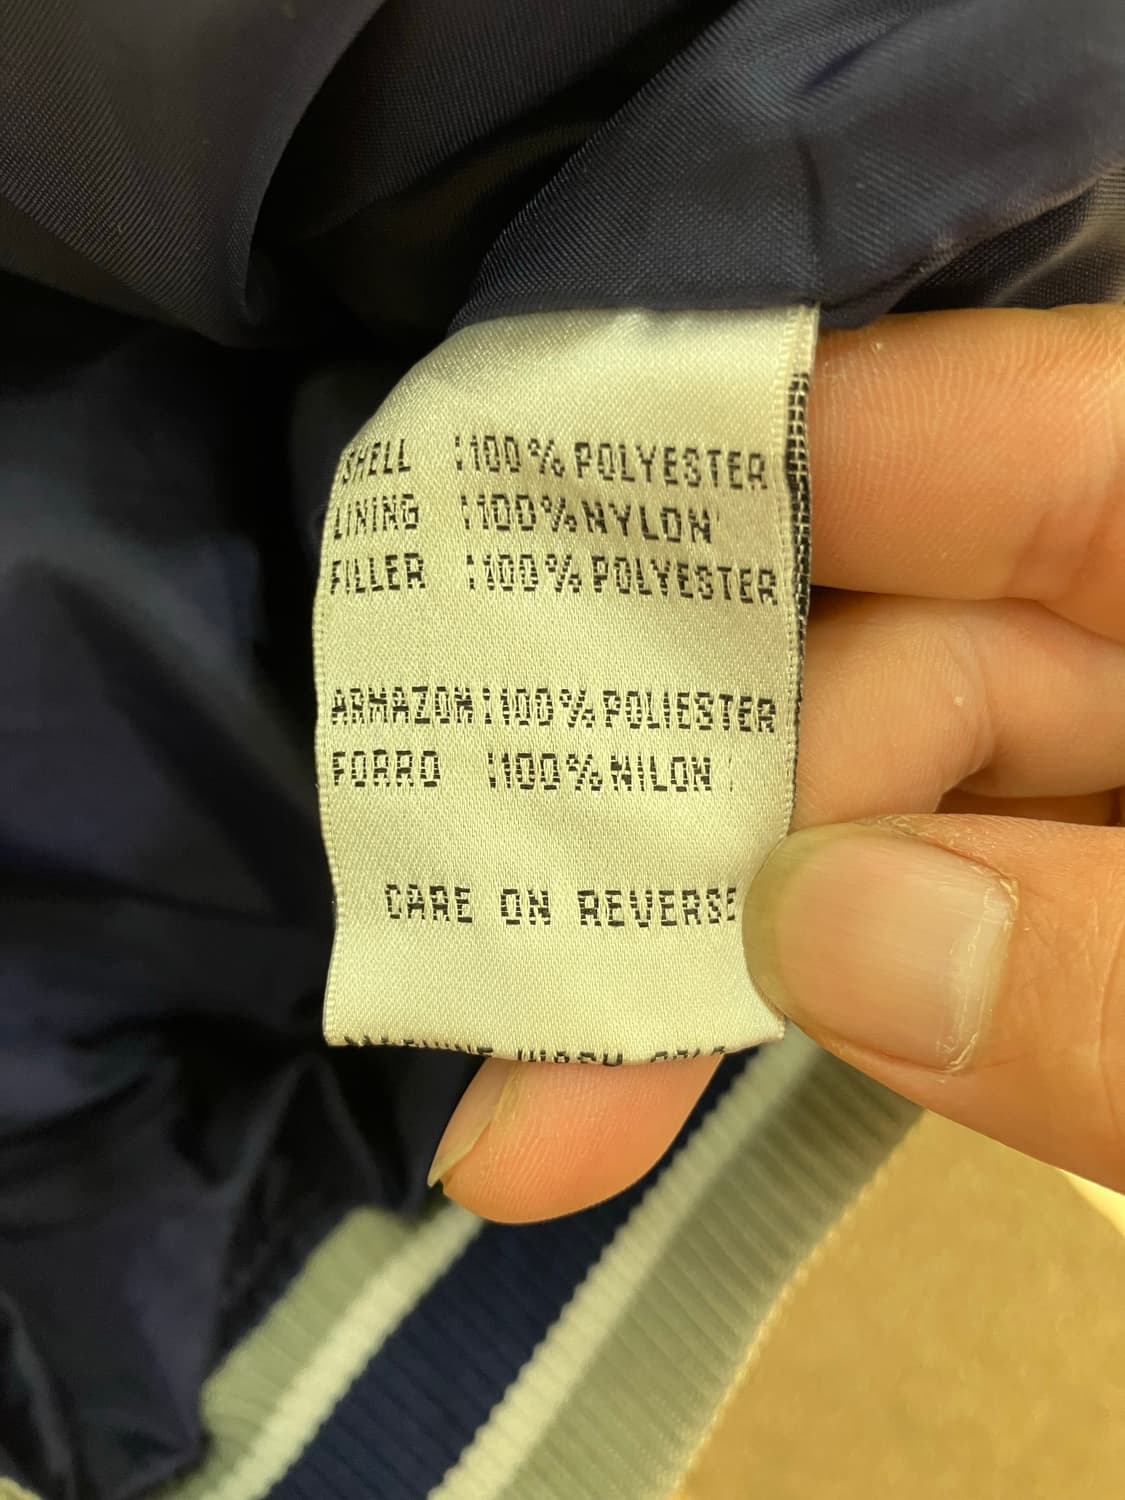 SHELL :100% POLYESTER
LINING :100% NYLON
FILLER :100% POLYESTER
ARMAZON:100% POLIESTER
FORRO :100% NILON
CARE ON REVERSE